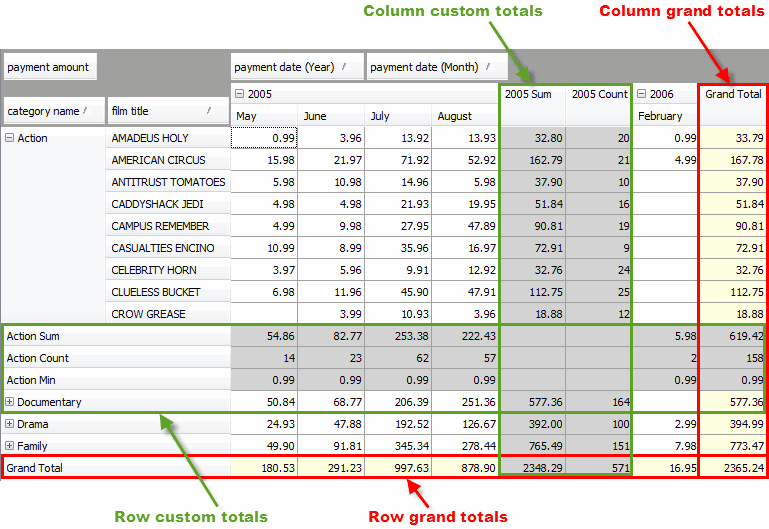 Column custom totals Column grand totals
payment amount payment date (Year) payment date (Month)
2005 2005 Sum 2005 Count 2006 Grand Total
category name film title May June July August February
Action AMADEUS HOLY 0.99 3.96 13.92 13.93 32.80 20 0.99 33.79
AMERICAN CIRCUS 15.98 21.97 71.92 52.92 162.79 21 4.99 167.78
ANTITRUST TOMATOES 5.98 10.98 14.96 5.98 37.90 10 37.90
CADDYSHACK JEDI 4.98 4.98 21.93 19.95 51.84 16 51.84
CAMPUS REMEMBER 4.99 9.98 27.95 47.89 90.81 19 90.81
CASUALTIES ENCINO 10.99 8.99 35.96 16.97 72.91 9 72.91
CELEBRITY HORN 3.97 5.96 9.91 12.92 32.76 24 32.76
CLUELESS BUCKET 6.98 11.96 45.90 47.91 112.75 25 112.75
CROW GREASE 3.99 10.93 3.96 18.88 12 18.88
Action Sum 54.86 82.77 253.38 222.43 5.98 619.42
Action Count 14 23 62 57 2 158
Action Min 0.99 0.99 0.99 0.99 0.99 0.99
Documentary 50.84 68.77 206.39 251.36 577.36 164 577.36
Drama 24.93 47.88 192.52 126.67 392.00 100 2.99 394.99
Family 49.90 91.81 345.34 278.44 765.49 151 7.98 773.47
Grand Total 180.53 291.23 997.63 878.90 2348.29 571 16.95 2365.24
Row custom totals Row grand totals